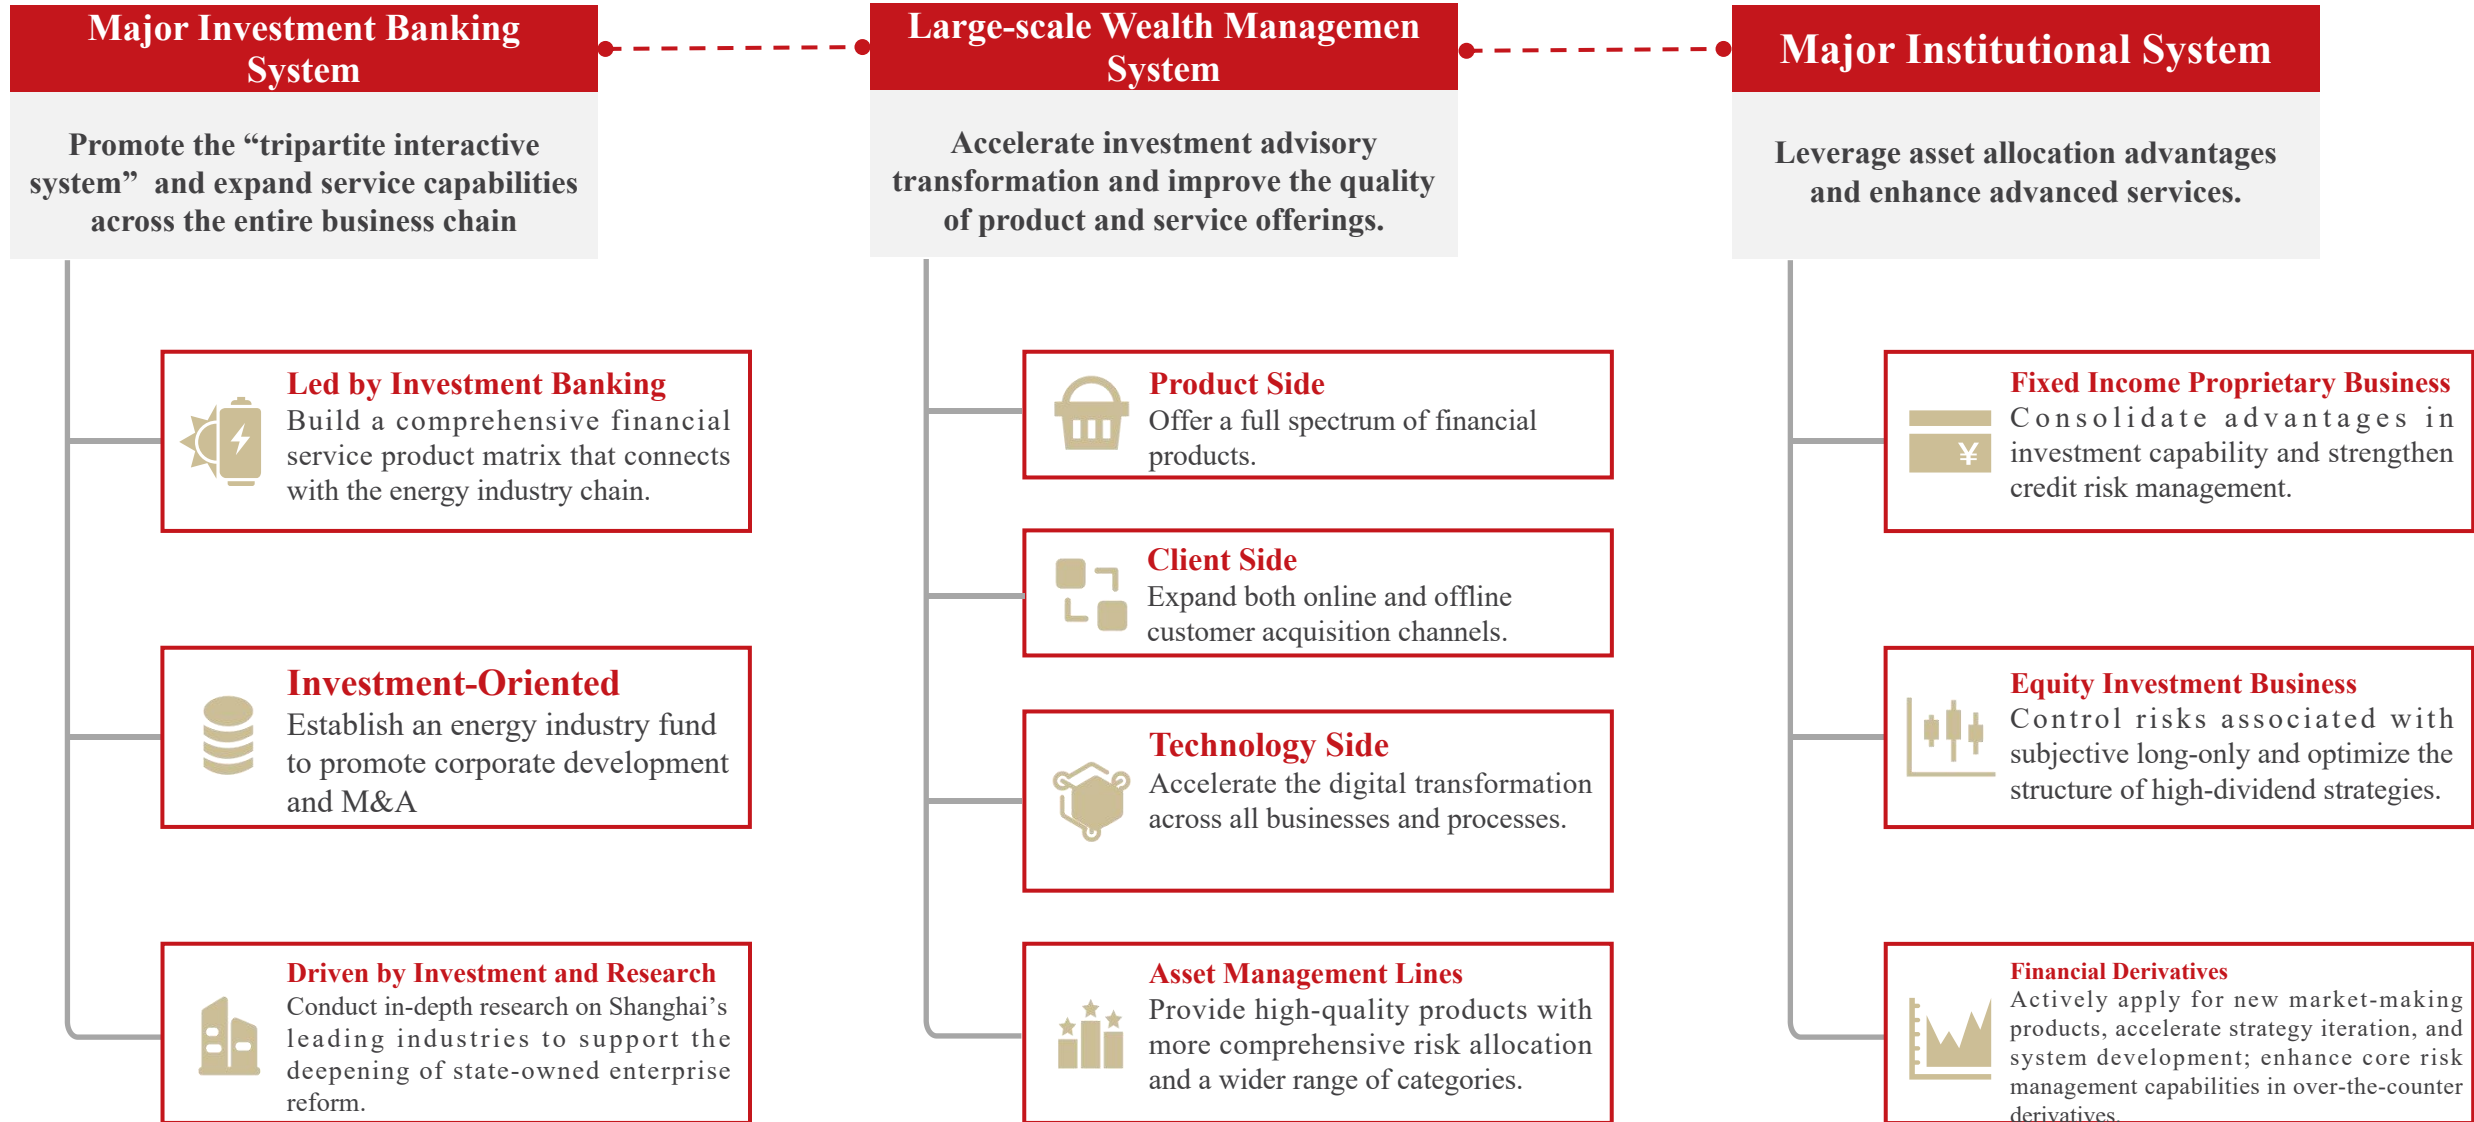 Major Investment Banking
System
Promote the “tripartite interactive
system”  and expand service capabilities
across the entire business chain
Led by Investment Banking
Build a comprehensive financial
service product matrix that connects
with the energy industry chain.
Investment-Oriented
Establish an energy industry fund
to promote corporate development
and M&A
Driven by Investment and Research
Conduct in-depth research on Shanghai’s
leading industries to support the
deepening of state-owned enterprise
reform.
Large-scale Wealth Managemen
System
Accelerate investment advisory
transformation and improve the quality
of product and service offerings.
Product Side
Offer a full spectrum of financial
products.
Client Side
Expand both online and offline
customer acquisition channels.
Technology Side
Accelerate the digital transformation
across all businesses and processes.
Asset Management Lines
Provide high-quality products with
more comprehensive risk allocation
and a wider range of categories.
Major Institutional System
Leverage asset allocation advantages
and enhance advanced services.
¥
Fixed Income Proprietary Business
Consolidate advantages in
investment capability and strengthen
credit risk management.
Equity Investment Business
Control risks associated with
subjective long-only and optimize the
structure of high-dividend strategies.
Financial Derivatives
Actively apply for new market-making
products, accelerate strategy iteration, and
system development; enhance core risk
management capabilities in over-the-counter
derivatives.